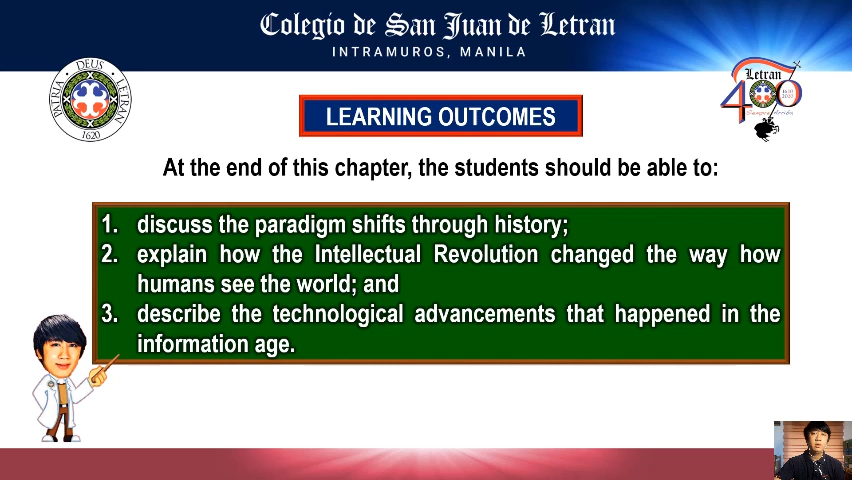 Colegio de San Juan de Letran
INTRAMUROS, MANILA
DEUS
PATRIA
LETRAN
1620
Letran
400
1620
2020
LEARNING OUTCOMES
At the end of this chapter, the students should be able to:
1. discuss the paradigm shifts through history;
2. explain how the Intellectual Revolution changed the way how
humans see the world; and
3. describe the technological advancements that happened in the
information age.